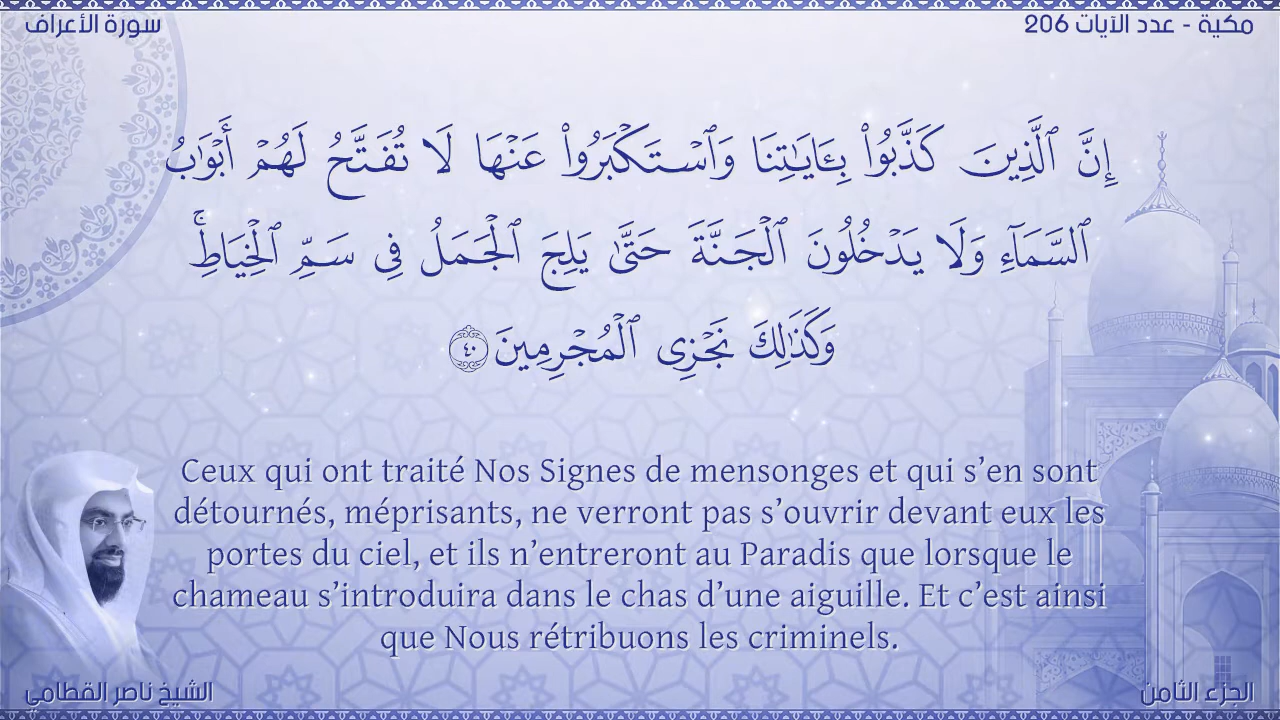 سورة الأعراف
مكية - عدد الآيات 206
إِنَّ ٱلَّذِينَ كَذَّبُوا۟ بِـَٔايَـٰتِنَا وَٱسْتَكْبَرُوا۟ عَنْهَا لَا تُفَتَّحُ لَهُمْ أَبْوَٰبُ
ٱلسَّمَآءِ وَلَا يَدْخُلُونَ ٱلْجَنَّةَ حَتَّىٰ يَلِجَ ٱلْجَمَلُ فِى سَمِّ ٱلْخِيَاطِ ۚ
وَكَذَٰلِكَ نَجْزِى ٱلْمُجْرِمِينَ ٤٠
Ceux qui ont traité Nos Signes de mensonges et qui s’en sont
détournés, méprisants, ne verront pas s’ouvrir devant eux les
portes du ciel, et ils n’entreront au Paradis que lorsque le
chameau s’introduira dans le chas d’une aiguille. Et c’est ainsi
que Nous rétribuons les criminels.
الشيخ ناصر القطامي
الجزء الثامن